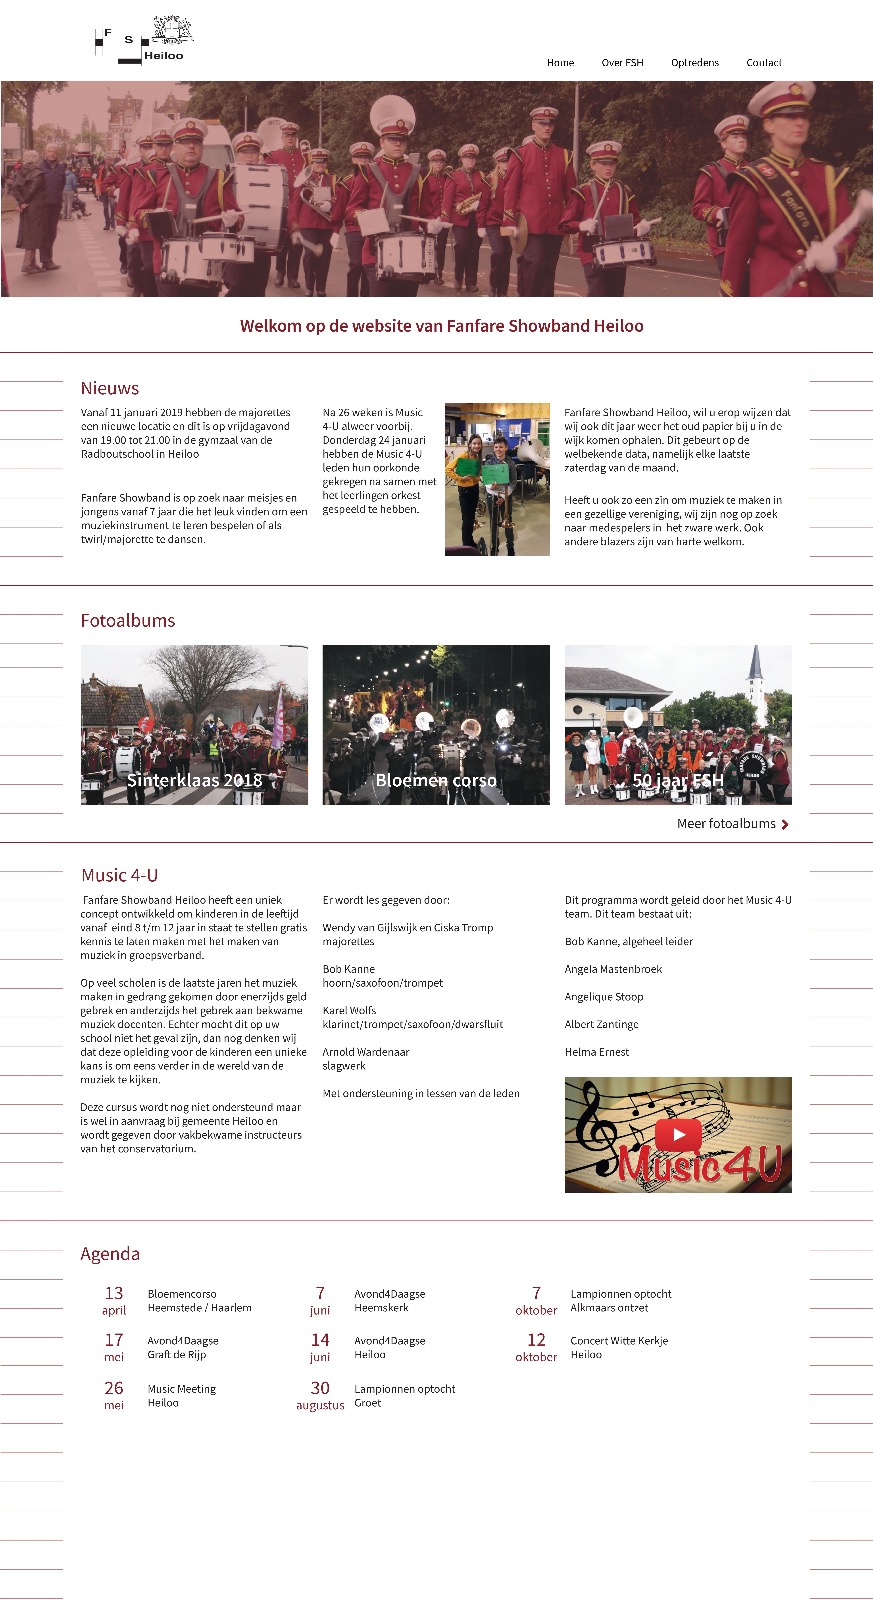 F
S
Heiloo
Home
Over FSH
Optredens
Contact
Fanfare
Welkom op de website van Fanfare Showband Heiloo
Nieuws
Vanaf 11 januari 2019 hebben de majorettes
een nieuwe locatie en dit is op vrijdagavond
van 19.00 tot 21.00 in de gymzaal van de
Radboutschool in Heiloo
Fanfare Showband is op zoek naar meisjes en
jongens vanaf 7 jaar die het leuk vinden om een
muziekinstrument te leren bespelen of als
twirl/majorette te dansen.
Na 26 weken is Music
4-U alweer voorbij.
Donderdag 24 januari
hebben de Music 4-U
leden hun oorkonde
gekregen na samen met
het leerlingen orkest
gespeeld te hebben.
Fanfare Showband Heiloo, wil u erop wijzen dat
wij ook dit jaar weer het oud papier bij u in de
wijk komen ophalen. Dit gebeurt op de
welbekende data, namelijk elke laatste
zaterdag van de maand.
Heeft u ook zo een zin om muziek te maken in
een gezellige vereniging, wij zijn nog op zoek
naar medespelers in het zware werk. Ook
andere blazers zijn van harte welkom.
Fotoalbums
Sinterklaas 2018
Bloemen corso
50 jaar FSH
Meer fotoalbums
Music 4-U
Fanfare Showband Heiloo heeft een uniek
concept ontwikkeld om kinderen in de leeftijd
vanaf eind 8 t/m 12 jaar in staat te stellen gratis
kennis te laten maken met het maken van
muziek in groepsverband.
Op veel scholen is de laatste jaren het muziek
maken in gedrang gekomen door enerzijds geld
gebrek en anderzijds het gebrek aan bekwame
muziek docenten. Echter mocht dit op uw
school niet het geval zijn, dan nog denken wij
dat deze opleiding voor de kinderen een unieke
kans is om eens verder in de wereld van de
muziek te kijken.
Deze cursus wordt nog niet ondersteund maar
is wel in aanvraag bij gemeente Heiloo en
wordt gegeven door vakbekwame instructeurs
van het conservatorium.
Er wordt les gegeven door:
Wendy van Gijlswijk en Ciska Tromp
majorettes
Bob Kanne
hoorn/saxofoon/trompet
Karel Wolfs
klarinet/trompet/saxofoon/dwarsfluit
Arnold Wardenaar
slagwerk
Met ondersteuning in lessen van de leden
Dit programma wordt geleid door het Music 4-U
team. Dit team bestaat uit:
Bob Kanne, algeheel leider
Angela Mastenbroek
Angelique Stoop
Albert Zantinge
Helma Ernest
Music4U
Agenda
13
april
Bloemencorso
Heemstede / Haarlem
17
mei
Avond4Daagse
Graft de Rijp
26
mei
Music Meeting
Heiloo
7
juni
Avond4Daagse
Heemskerk
14
juni
Avond4Daagse
Heiloo
30
augustus
Lampionnen optocht
Groet
7
oktober
Lampionnen optocht
Alkmaars ontzet
12
oktober
Concert Witte Kerkje
Heiloo